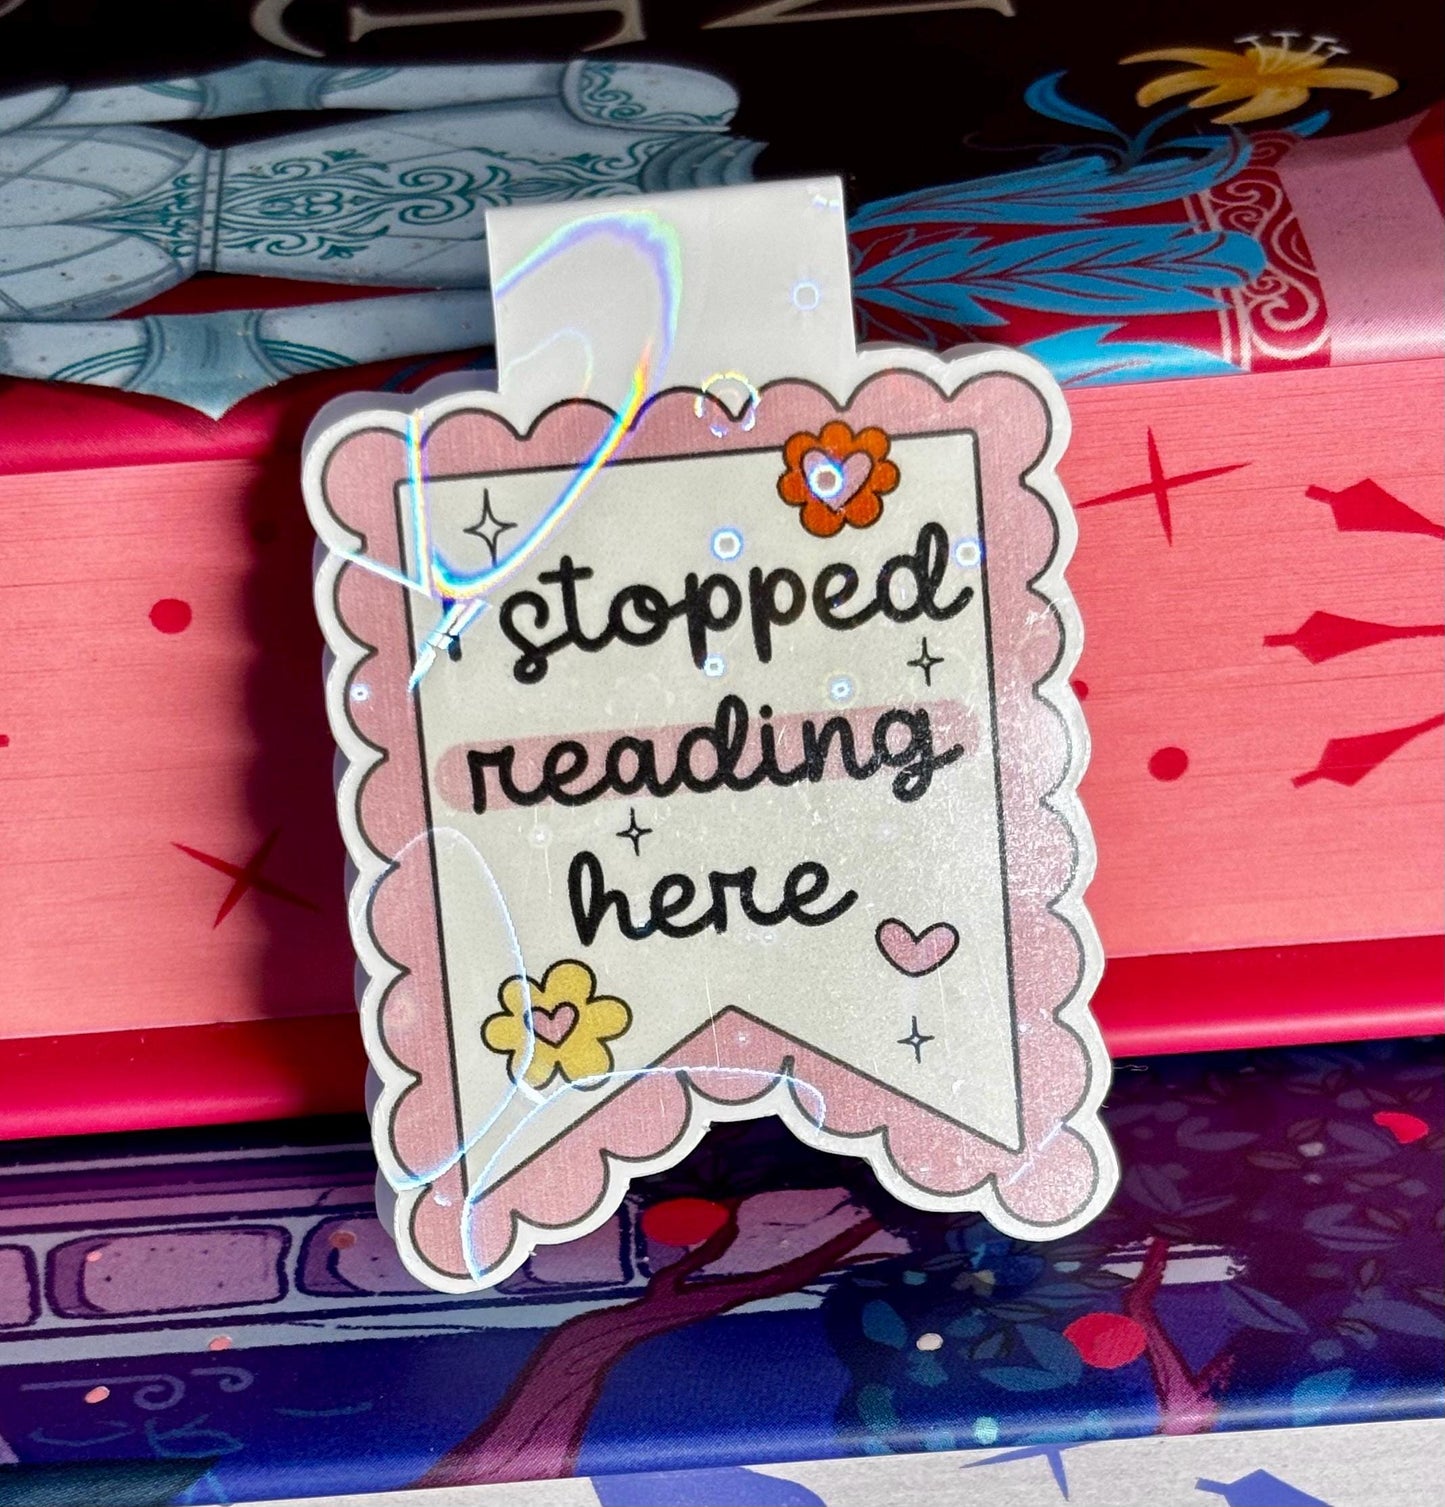 i stopped
reading
here